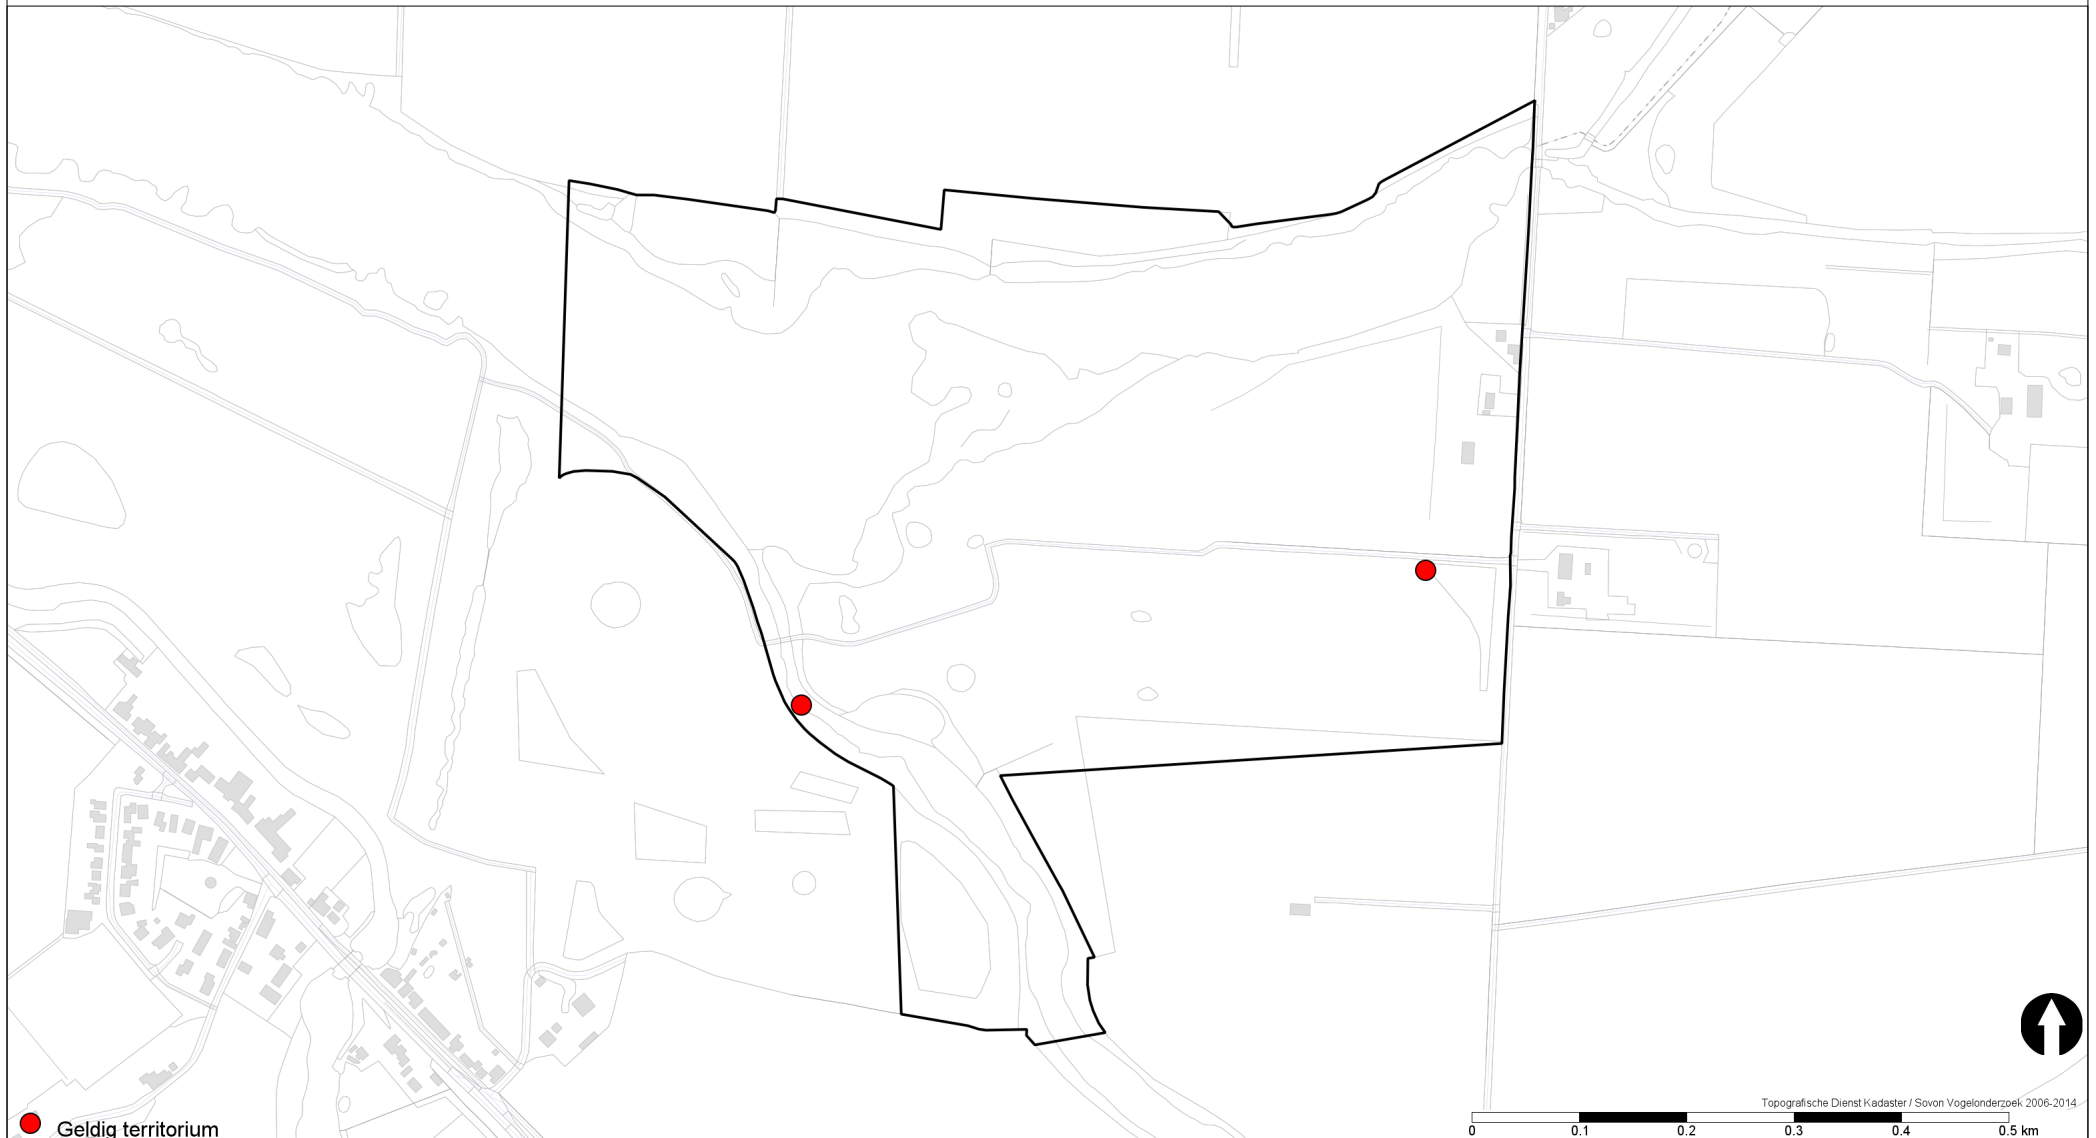 Topografische Dienst Kadaster / Sovon Vogelonderzoek 2006-2014
0 0.1 0.2 0.3 0.4 0.5 km
Geldig territorium